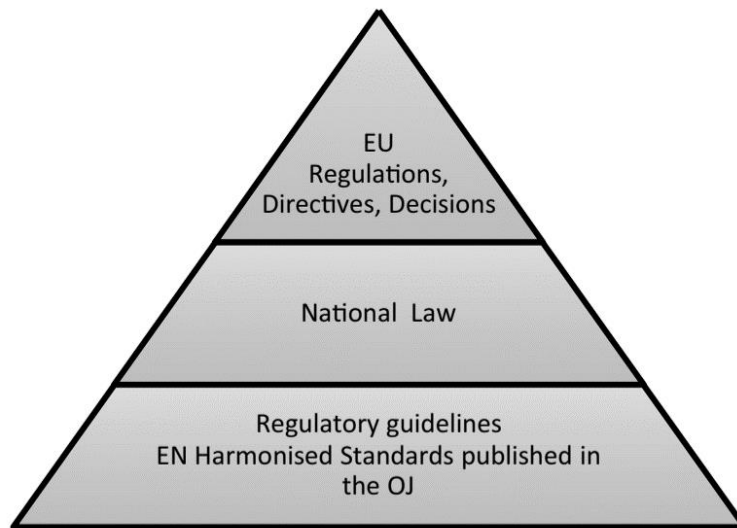 EU
Regulations,
Directives, Decisions
National Law
Regulatory guidelines
EN Harmonised Standards published in
the OJ